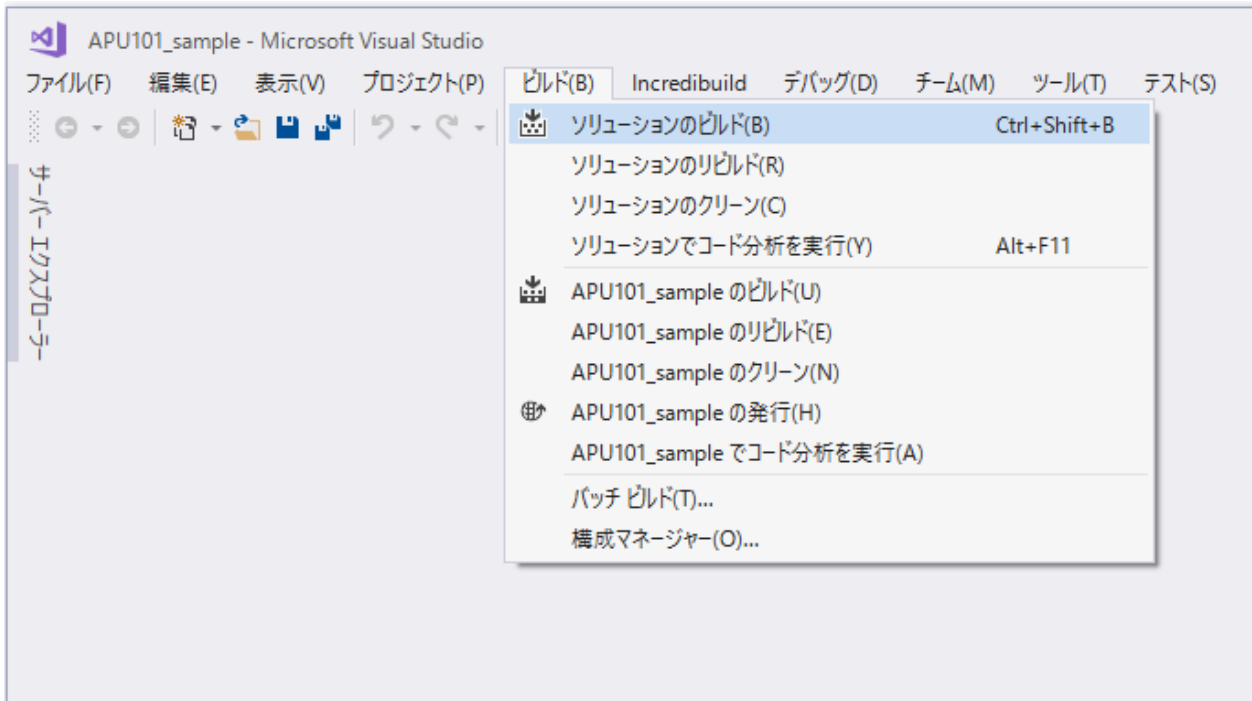 APU101_sample - Microsoft Visual Studio
ファイル(F) 編集(E) 表示(V) プロジェクト(P) ビルド(B) Incredibuild デバッグ(D) チーム(M) ツール(T) テスト(S)
サーバー エクスプローラー
ソリューションのビルド(B) Ctrl+Shift+B
ソリューションのリビルド(R)
ソリューションのクリーン(C)
ソリューションでコード分析を実行(Y) Alt+F11
APU101_sample のビルド(U)
APU101_sample のリビルド(E)
APU101_sample のクリーン(N)
APU101_sample の発行(H)
APU101_sample でコード分析を実行(A)
バッチ ビルド(T)...
構成マネージャー(O)...